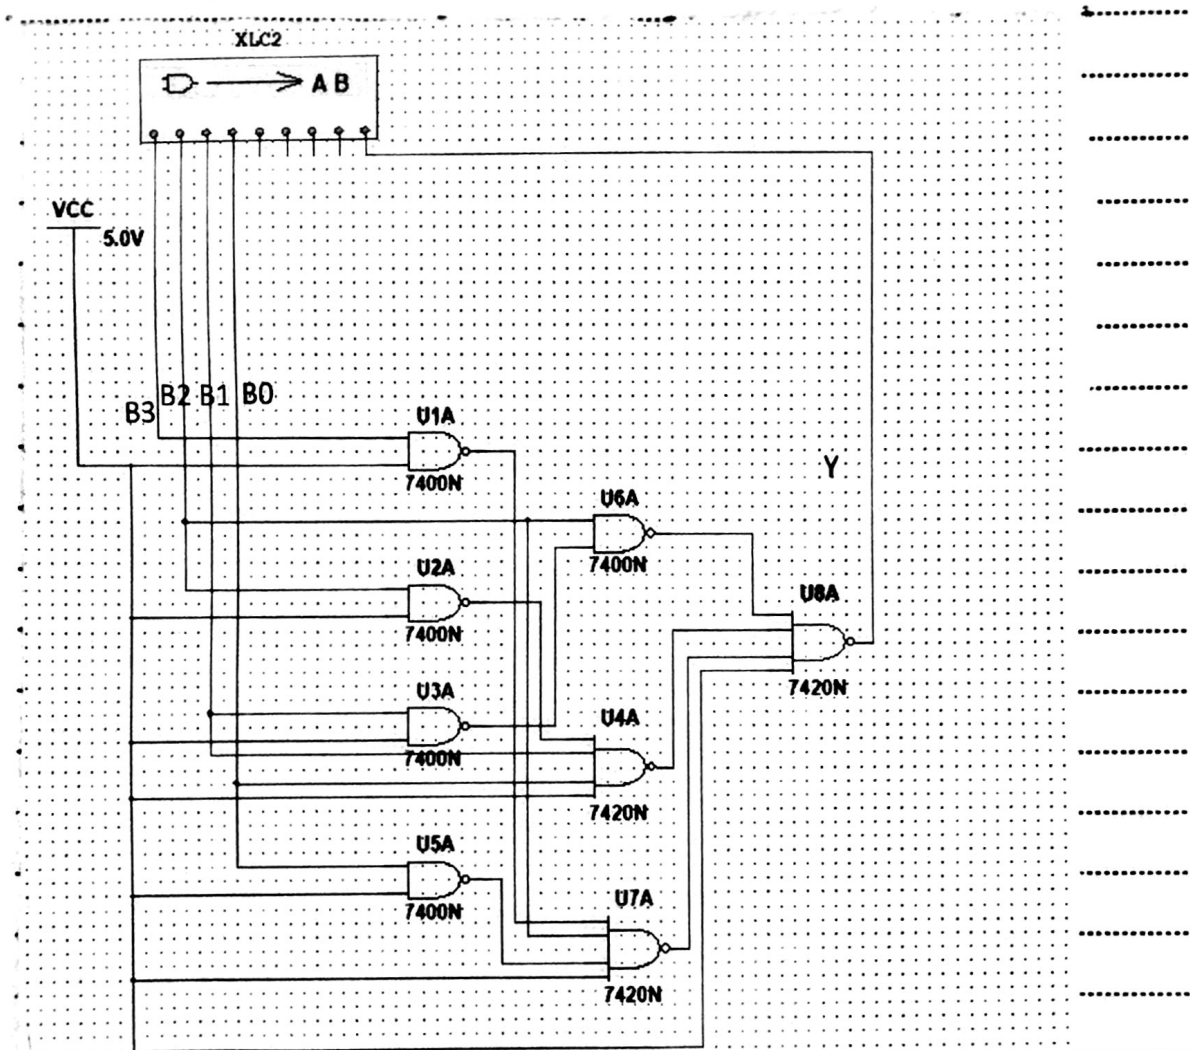 XLC2
A B
VCC
5.0V
B3 B2 B1 B0
U1A
7400N
Y
U6A
7400N
U2A
7400N
U8A
7420N
U3A
7400N
U4A
7420N
U5A
7400N
U7A
7420N